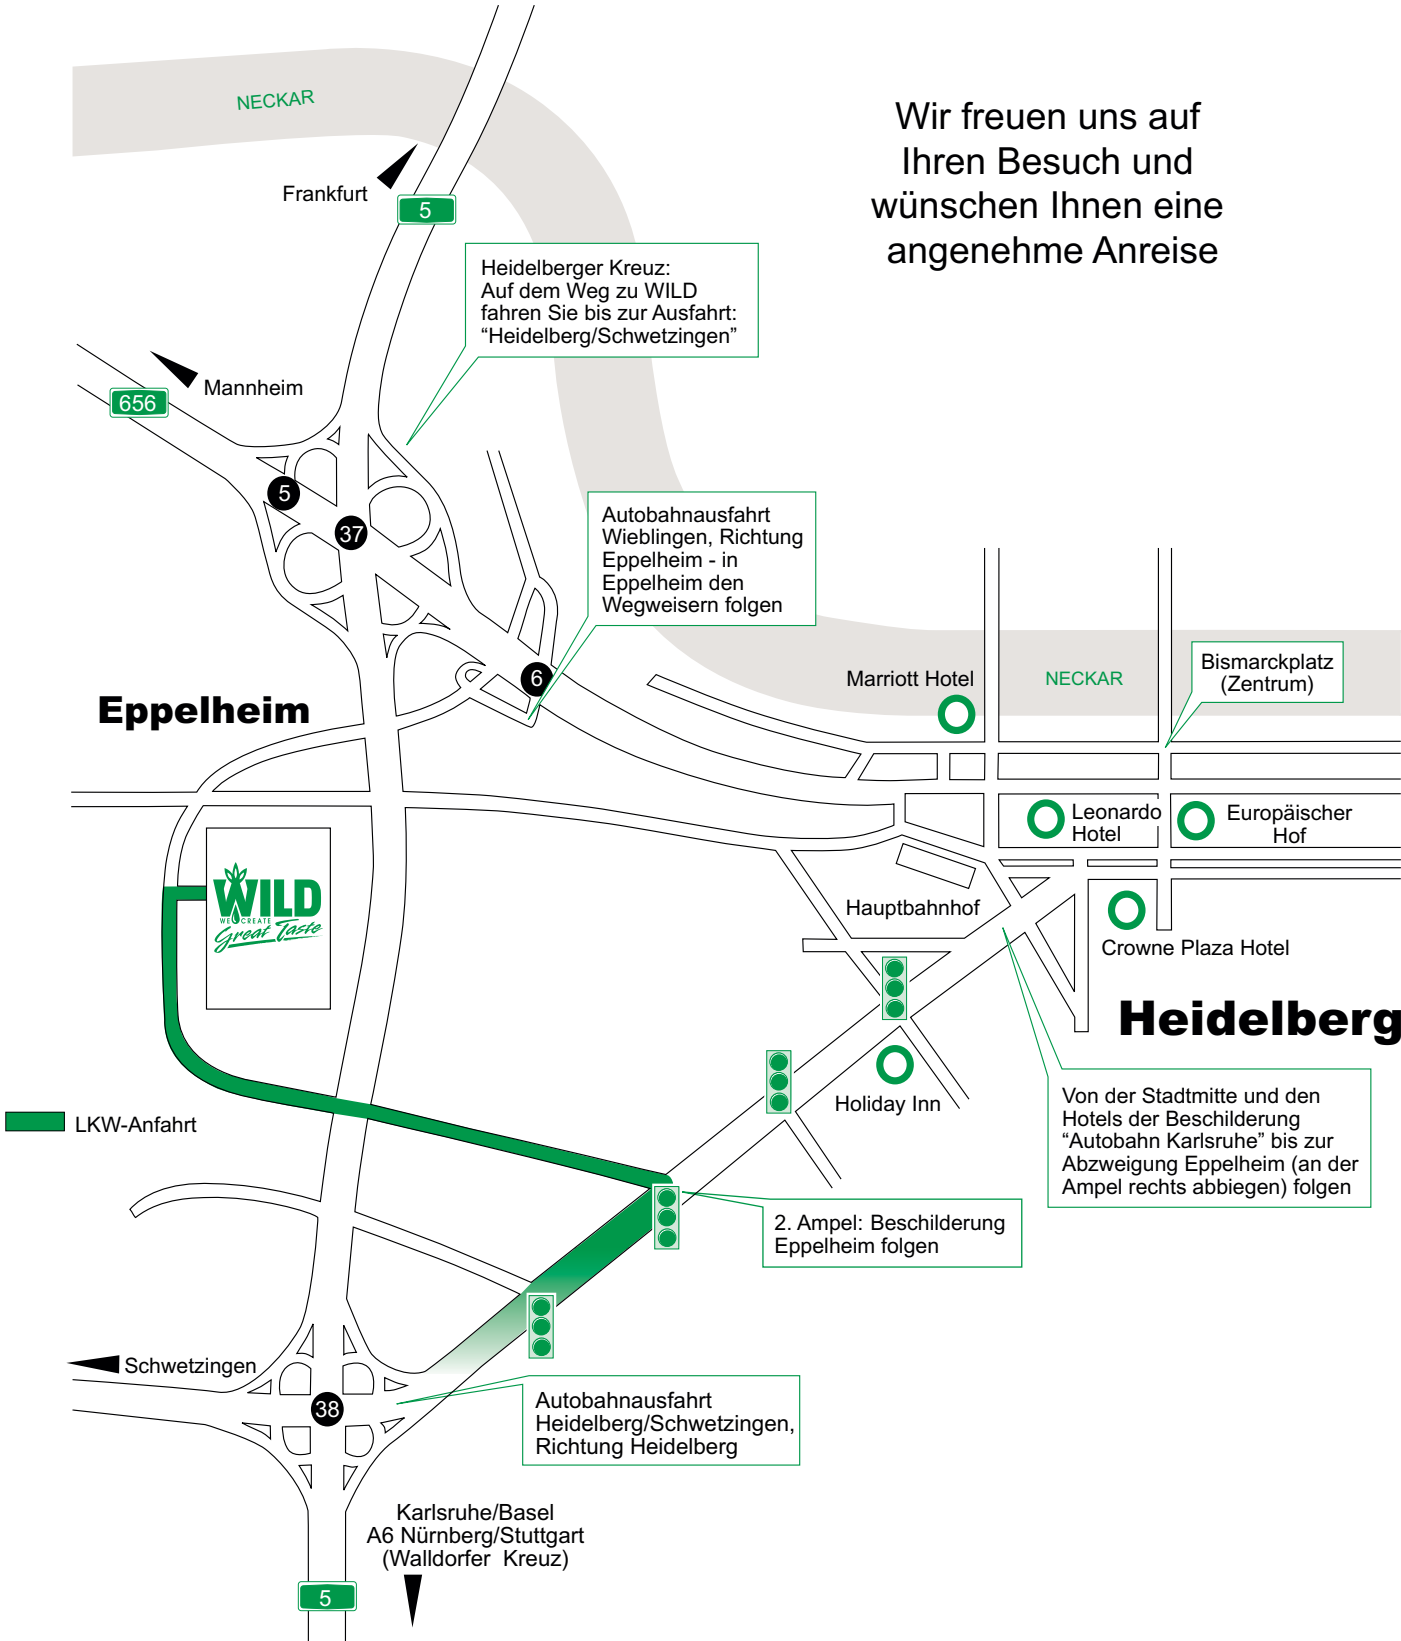 NECKAR
Wir freuen uns auf
Ihren Besuch und
wünschen Ihnen eine
angenehme Anreise
Frankfurt
5
Heidelberger Kreuz:
Auf dem Weg zu WILD
fahren Sie bis zur Ausfahrt:
“Heidelberg/Schwetzingen”
Mannheim
656
5
37
Autobahnausfahrt
Wieblingen, Richtung
Eppelheim - in
Eppelheim den
Wegweisern folgen
6
Marriott Hotel
NECKAR
Bismarckplatz
(Zentrum)
Eppelheim
Leonardo
Hotel
Europäischer
Hof
WILD
WE CREATE
Great Taste
Hauptbahnhof
Crowne Plaza Hotel
Heidelberg
Holiday Inn
LKW-Anfahrt
Von der Stadtmitte und den
Hotels der Beschilderung
“Autobahn Karlsruhe” bis zur
Abzweigung Eppelheim (an der
Ampel rechts abbiegen) folgen
2. Ampel: Beschilderung
Eppelheim folgen
Schwetzingen
38
Autobahnausfahrt
Heidelberg/Schwetzingen,
Richtung Heidelberg
Karlsruhe/Basel
A6 Nürnberg/Stuttgart
(Walldorfer Kreuz)
5